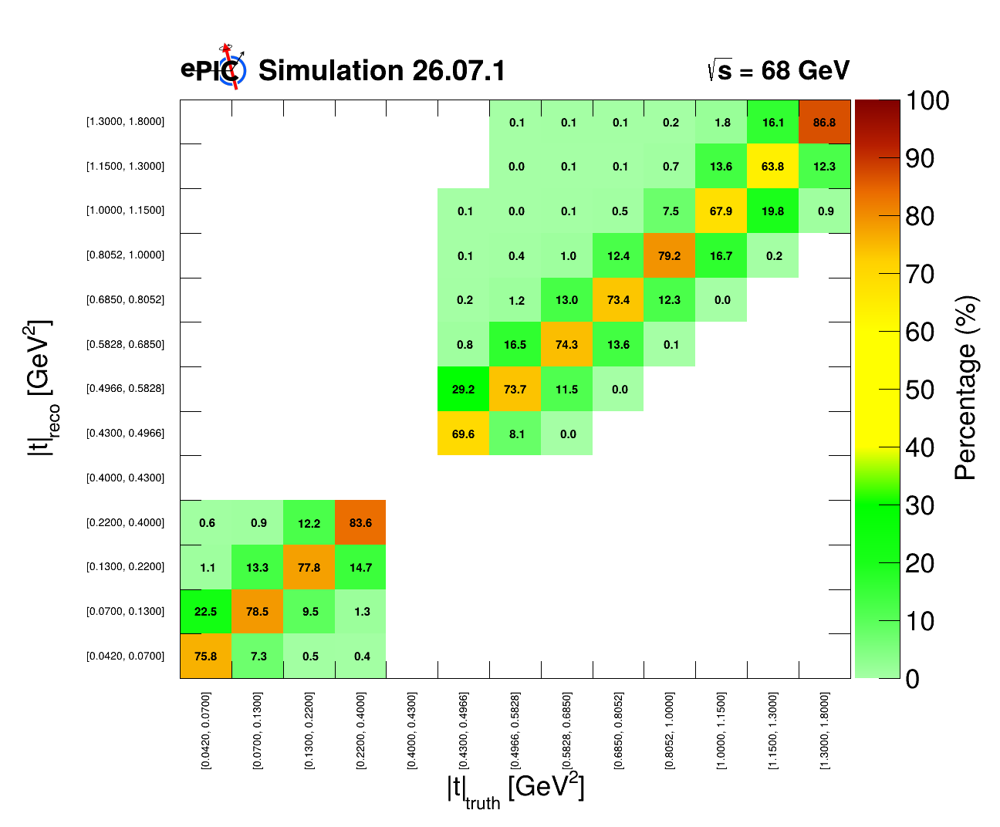 ePIC Simulation 26.07.1 √s = 68 GeV
[1.3000, 1.8000] 0.1 0.1 0.1 0.2 1.8 16.1 86.8
[1.1500, 1.3000] 0.0 0.1 0.1 0.7 13.6 63.8 12.3
[1.0000, 1.1500] 0.1 0.0 0.1 0.5 7.5 67.9 19.8 0.9
[0.8052, 1.0000] 0.1 0.4 1.0 12.4 79.2 16.7 0.2
[0.6850, 0.8052] 0.2 1.2 13.0 73.4 12.3 0.0
[0.5828, 0.6850] 0.8 16.5 74.3 13.6 0.1
[0.4966, 0.5828] 29.2 73.7 11.5 0.0
[0.4300, 0.4966] 69.6 8.1 0.0
[0.4000, 0.4300]
[0.2200, 0.4000] 0.6 0.9 12.2 83.6
[0.1300, 0.2200] 1.1 13.3 77.8 14.7
[0.0700, 0.1300] 22.5 78.5 9.5 1.3
[0.0420, 0.0700] 75.8 7.3 0.5 0.4
|t|reco [GeV²]
[0.0420, 0.0700]
[0.0700, 0.1300]
[0.1300, 0.2200]
[0.2200, 0.4000]
[0.4000, 0.4300]
[0.4300, 0.4966]
[0.4966, 0.5828]
[0.5828, 0.6850]
[0.6850, 0.8052]
[0.8052, 1.0000]
[1.0000, 1.1500]
[1.1500, 1.3000]
[1.3000, 1.8000]
|t|truth [GeV²]
100
90
80
70
60
50
40
30
20
10
0
Percentage (%)